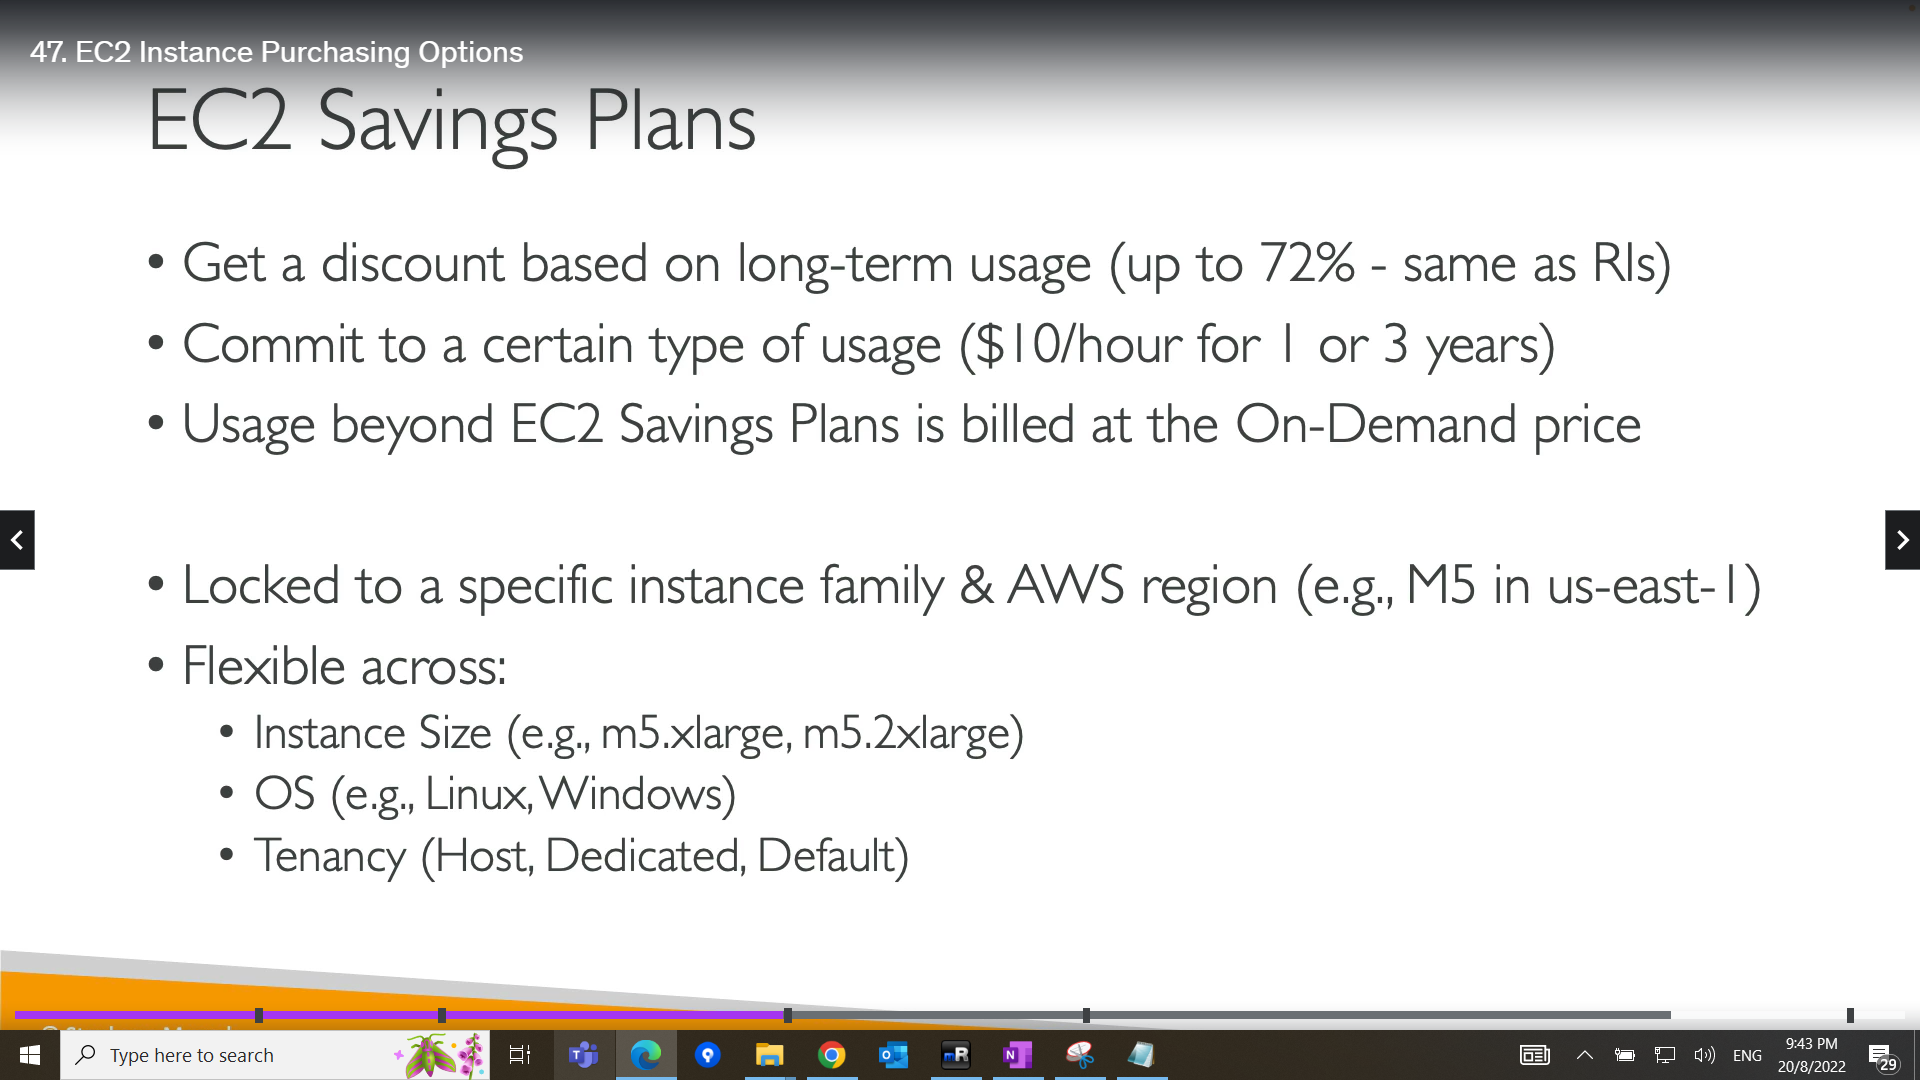 47. EC2 Instance Purchasing Options
EC2 Savings Plans
• Get a discount based on long-term usage (up to 72% - same as RIs)
• Commit to a certain type of usage ($10/hour for 1 or 3 years)
• Usage beyond EC2 Savings Plans is billed at the On-Demand price
• Locked to a specific instance family & AWS region (e.g., M5 in us-east-1)
• Flexible across:
• Instance Size (e.g., m5.xlarge, m5.2xlarge)
• OS (e.g., Linux, Windows)
• Tenancy (Host, Dedicated, Default)
Type here to search
ENG
9:43 PM
20/8/2022
29